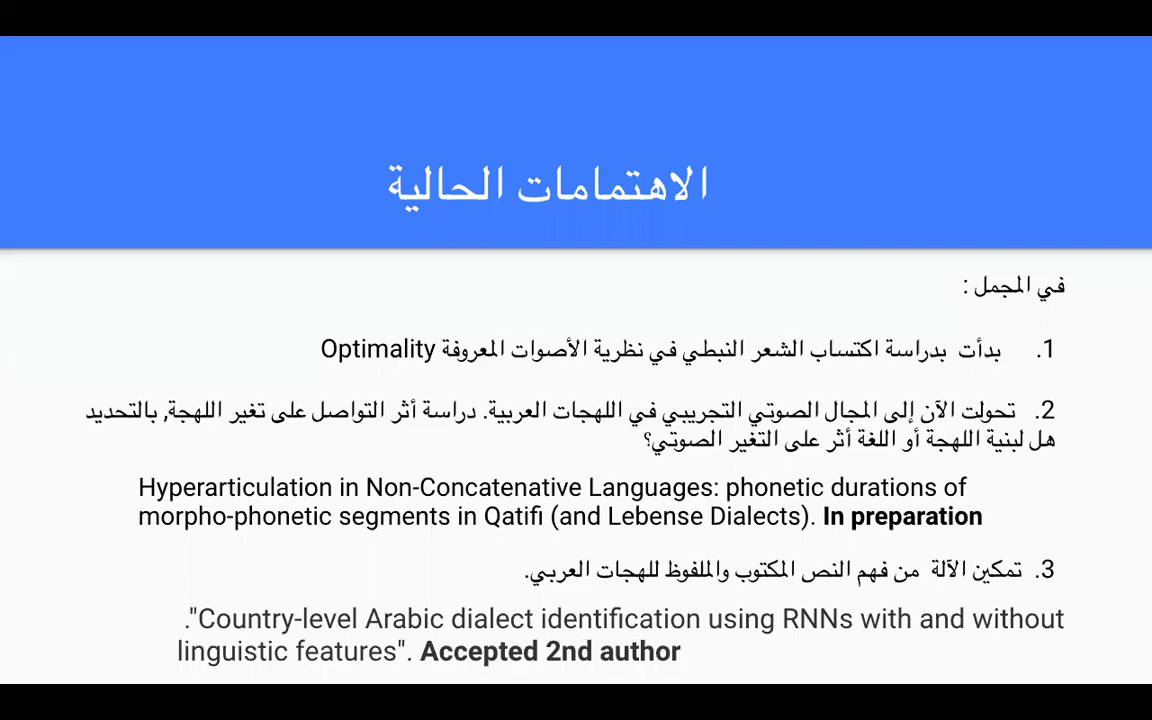 الاهتمامات الحالية
في المجمل :
1. بدأت بدراسة اكتساب الشعر النبطي في نظرية الأصوات المعروفة Optimality
2. تحولت الآن إلى المجال الصوتي التجريبي في اللهجات العربية. دراسة أثر التواصل على تغير اللهجة, بالتحديد
هل لبنية اللهجة أو اللغة أثر على التغير الصوتي؟
Hyperarticulation in Non-Concatenative Languages: phonetic durations of
morpho-phonetic segments in Qatifi (and Lebense Dialects). In preparation
3. تمكين الآلة من فهم النص المكتوب والملفوظ للهجات العربي.
."Country-level Arabic dialect identification using RNNs with and without
linguistic features". Accepted 2nd author